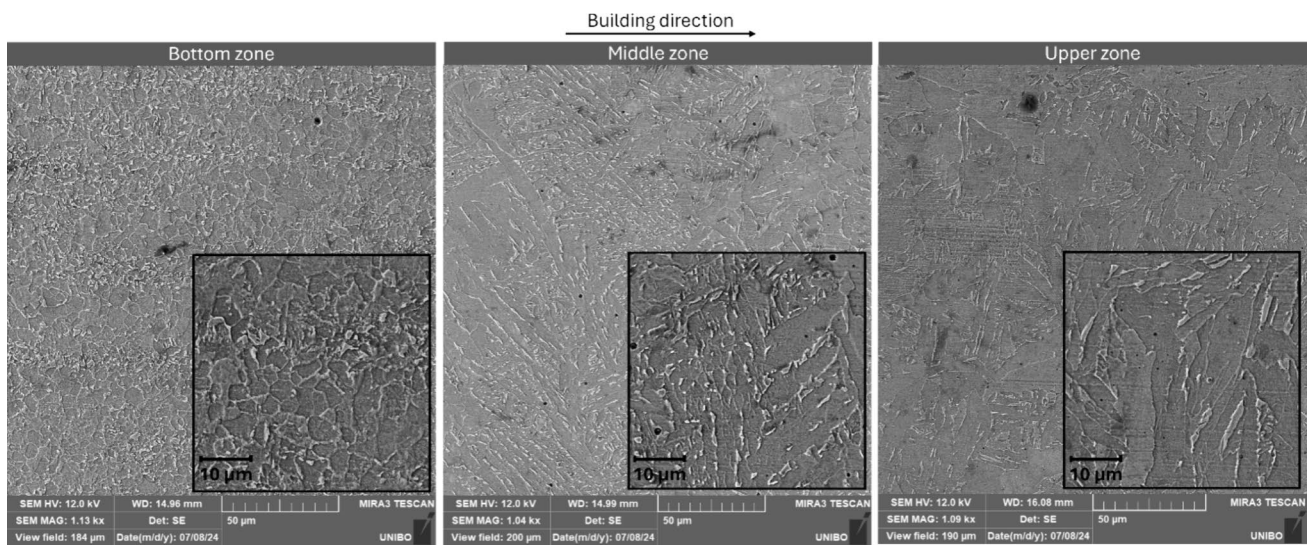 Building direction
Bottom zone
10 µm
SEM HV: 12.0 kV WD: 14.96 mm MIRA3 TESCAN
SEM MAG: 1.13 kx Det: SE 50 µm
View field: 184 µm Date(m/d/y): 07/08/24 UNIBO
Middle zone
10 µm
SEM HV: 12.0 kV WD: 14.99 mm MIRA3 TESCAN
SEM MAG: 1.04 kx Det: SE 50 µm
View field: 200 µm Date(m/d/y): 07/08/24 UNIBO
Upper zone
10 µm
SEM HV: 12.0 kV WD: 16.08 mm MIRA3 TESCAN
SEM MAG: 1.09 kx Det: SE 50 µm
View field: 190 µm Date(m/d/y): 07/08/24 UNIBO